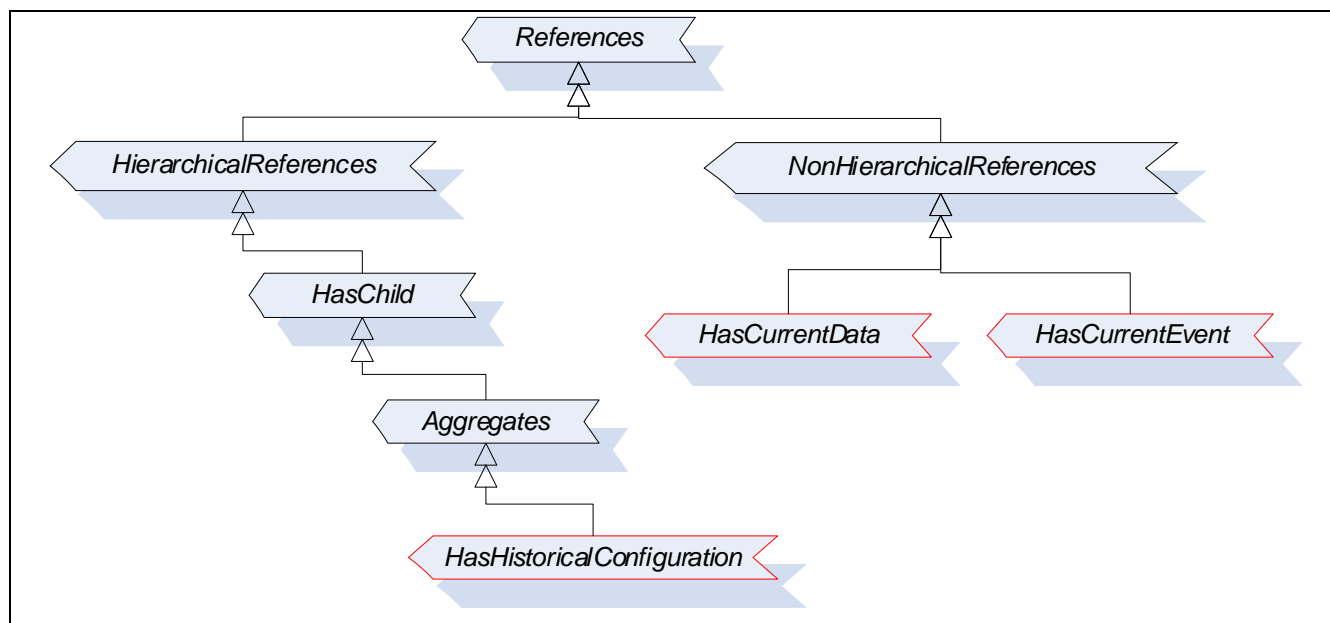 References
HierarchicalReferences
NonHierarchicalReferences
HasChild
HasCurrentData
HasCurrentEvent
Aggregates
HasHistoricalConfiguration